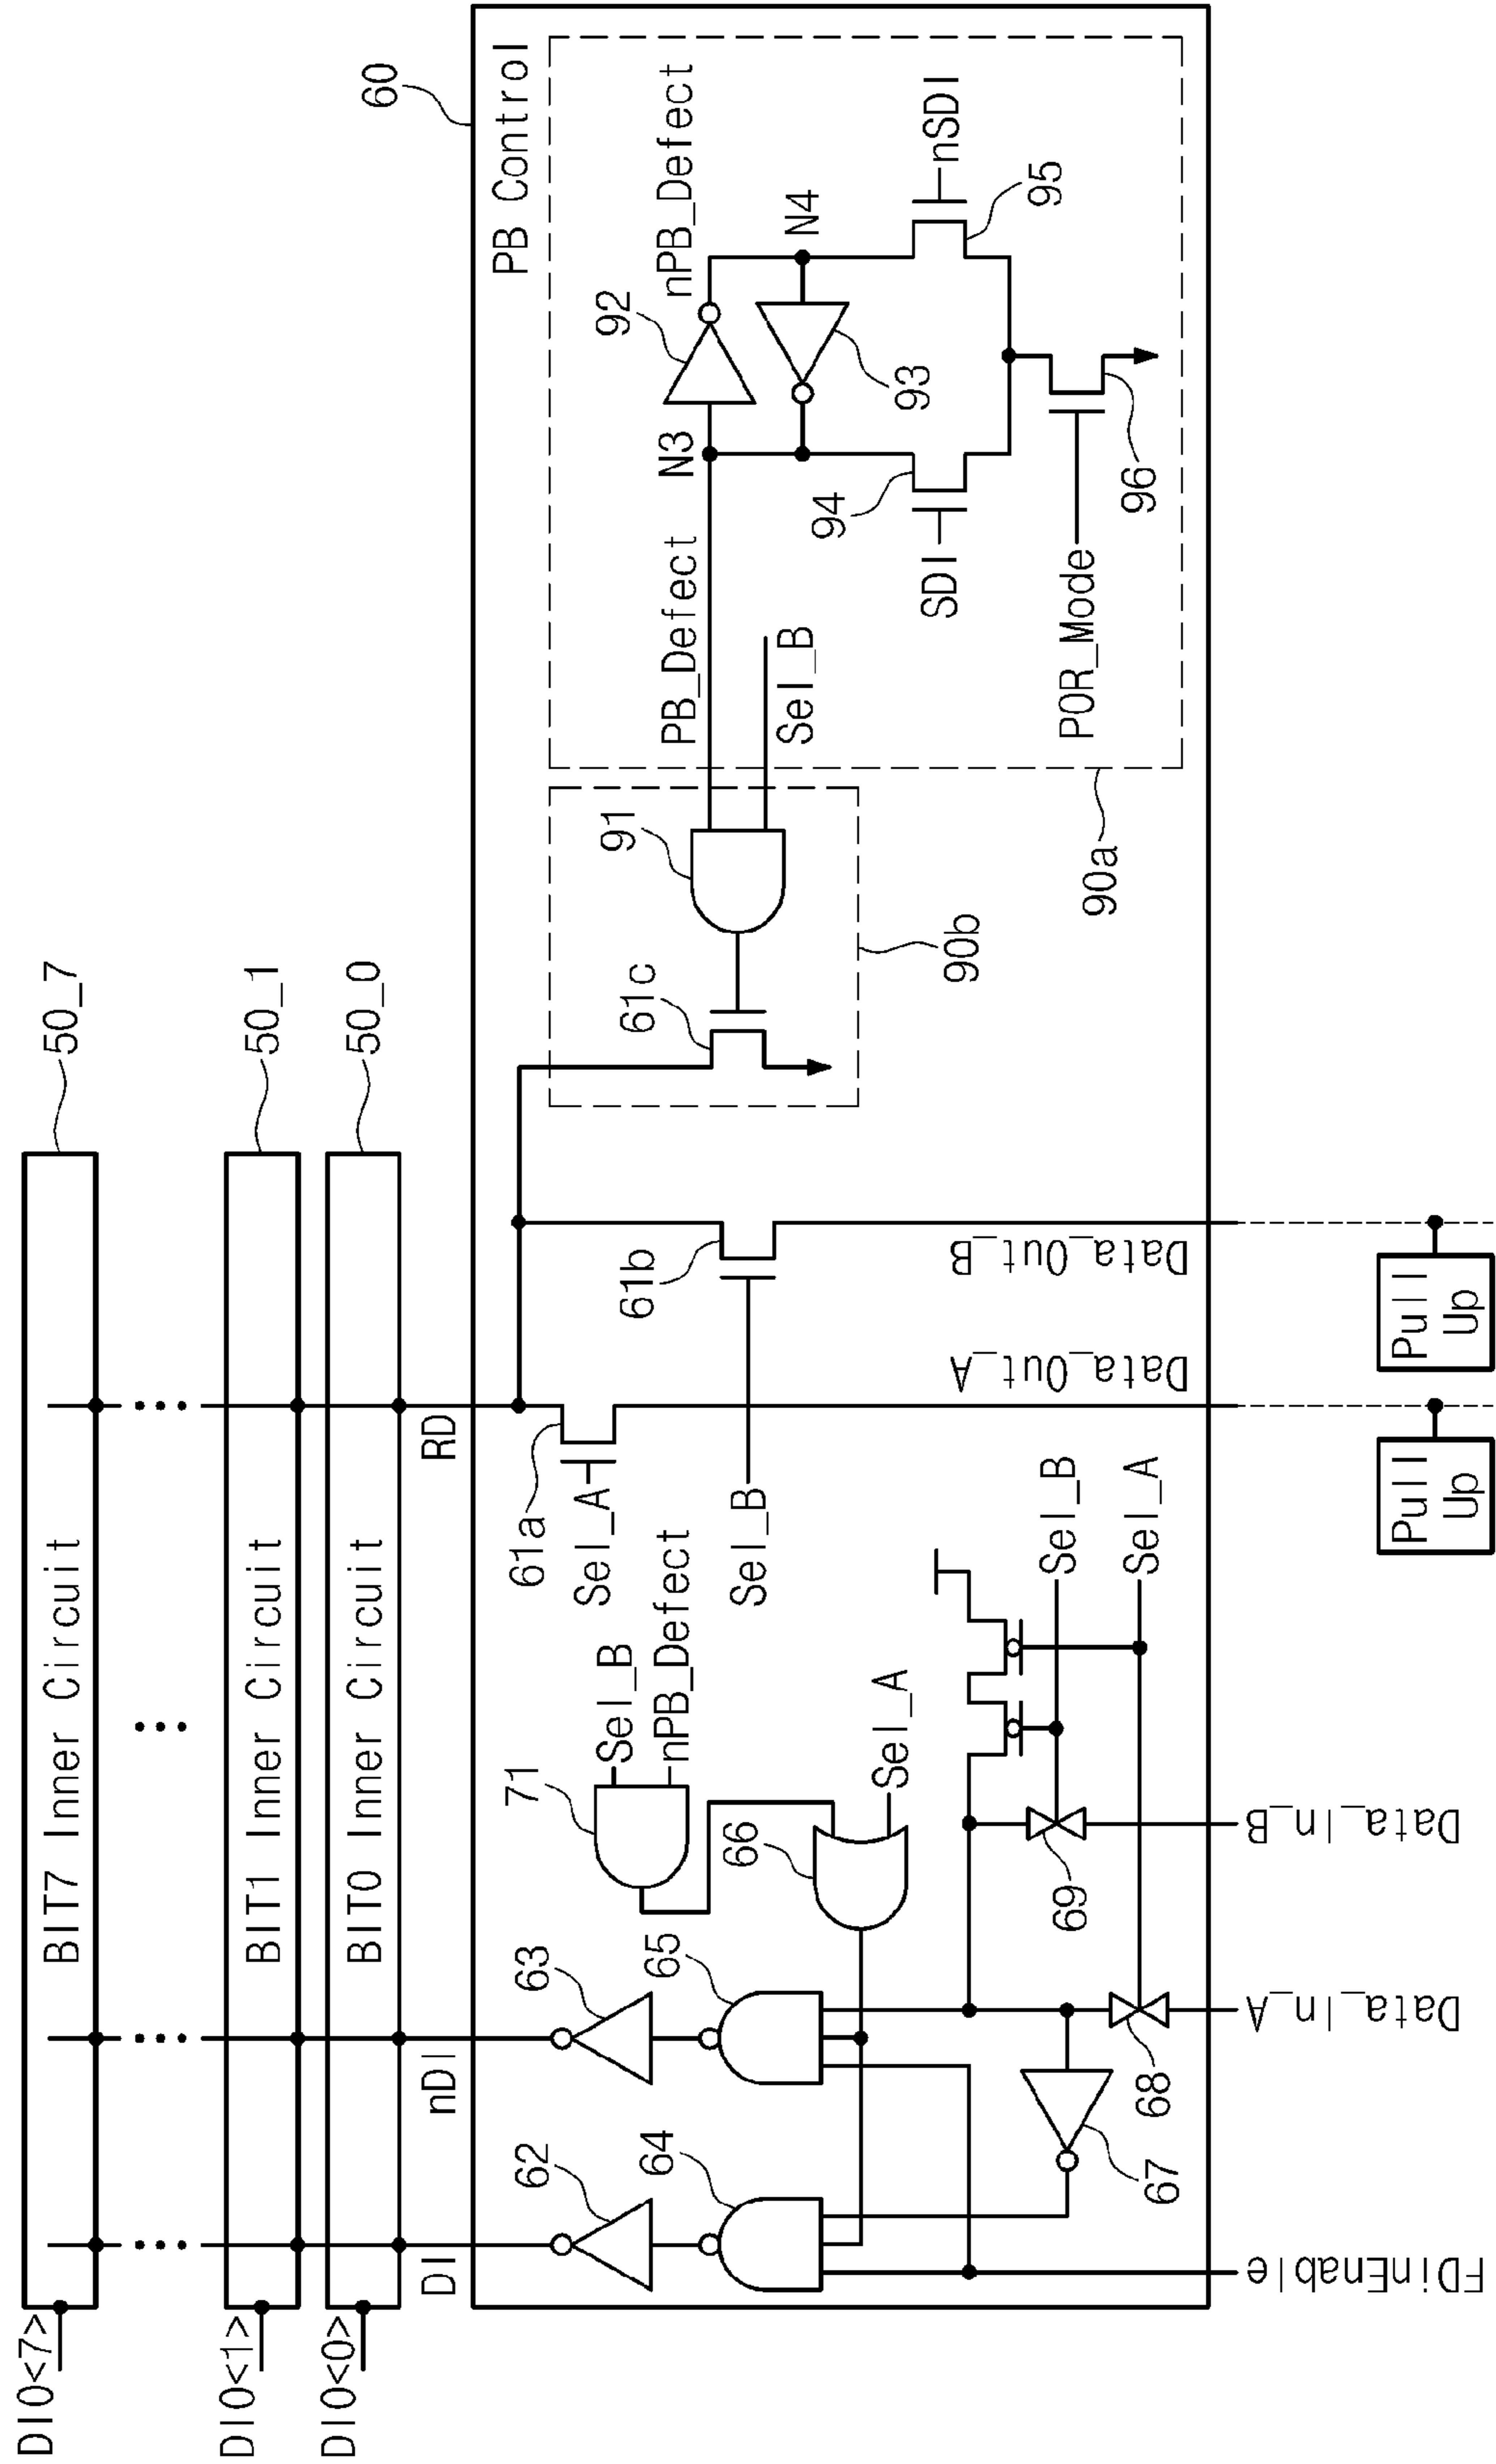 DIO<7>
BIT7 Inner Circuit
50_7
DIO<1>
BIT1 Inner Circuit
50_1
DIO<0>
BIT0 Inner Circuit
50_0
DI
nDI
RD
60
PB Control
62
63
71
Sel_B
nPB_Defect
61a
Sel_A
61b
61c
91
PB_Defect
N3
92
nPB_Defect
64
65
66
Sel_A
Sel_B
Sel_B
93
N4
94
SDI
95
nSDI
90b
67
68
69
Sel_B
Sel_A
Data_Out_A
Data_Out_B
90a
POR_Mode
96
FDinEnable
Data_In_A
Data_In_B
Pull
Up
Pull
Up